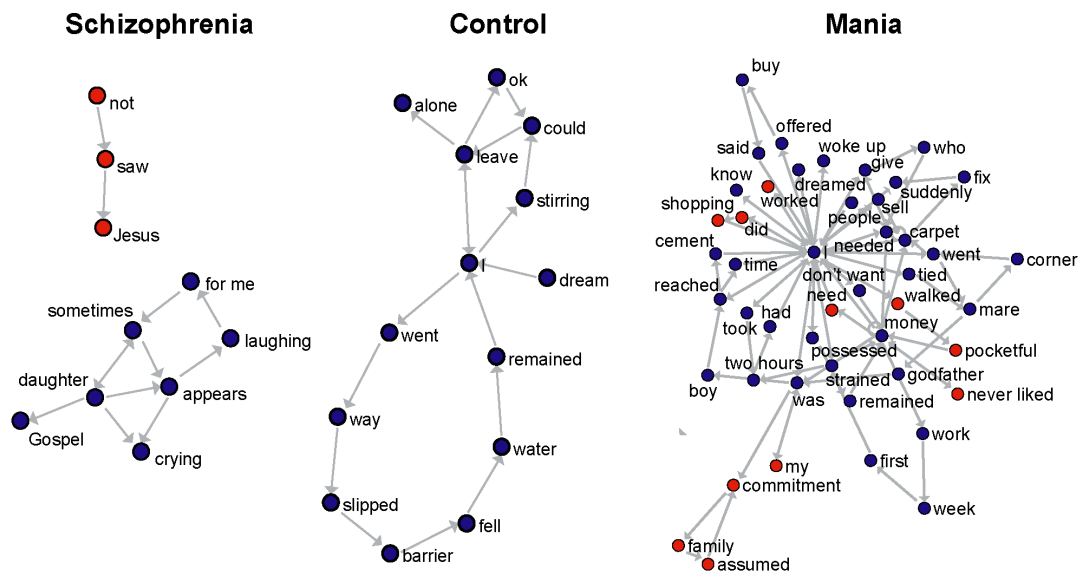 Schizophrenia
not
saw
Jesus
for me
sometimes
laughing
daughter
appears
Gospel
crying
Control
ok
alone
could
leave
stirring
I
dream
went
remained
way
water
slipped
fell
barrier
Mania
buy
offered
said
woke up
who
give
know
dreamed
suddenly
fix
worked
sell
shopping
people
did
carpet
cement
I
needed
went
corner
time
don't want
tied
reached
need
walked
had
mare
took
money
possessed
pocketful
two hours
strained
godfather
boy
was
remained
never liked
work
my
first
commitment
week
family
assumed